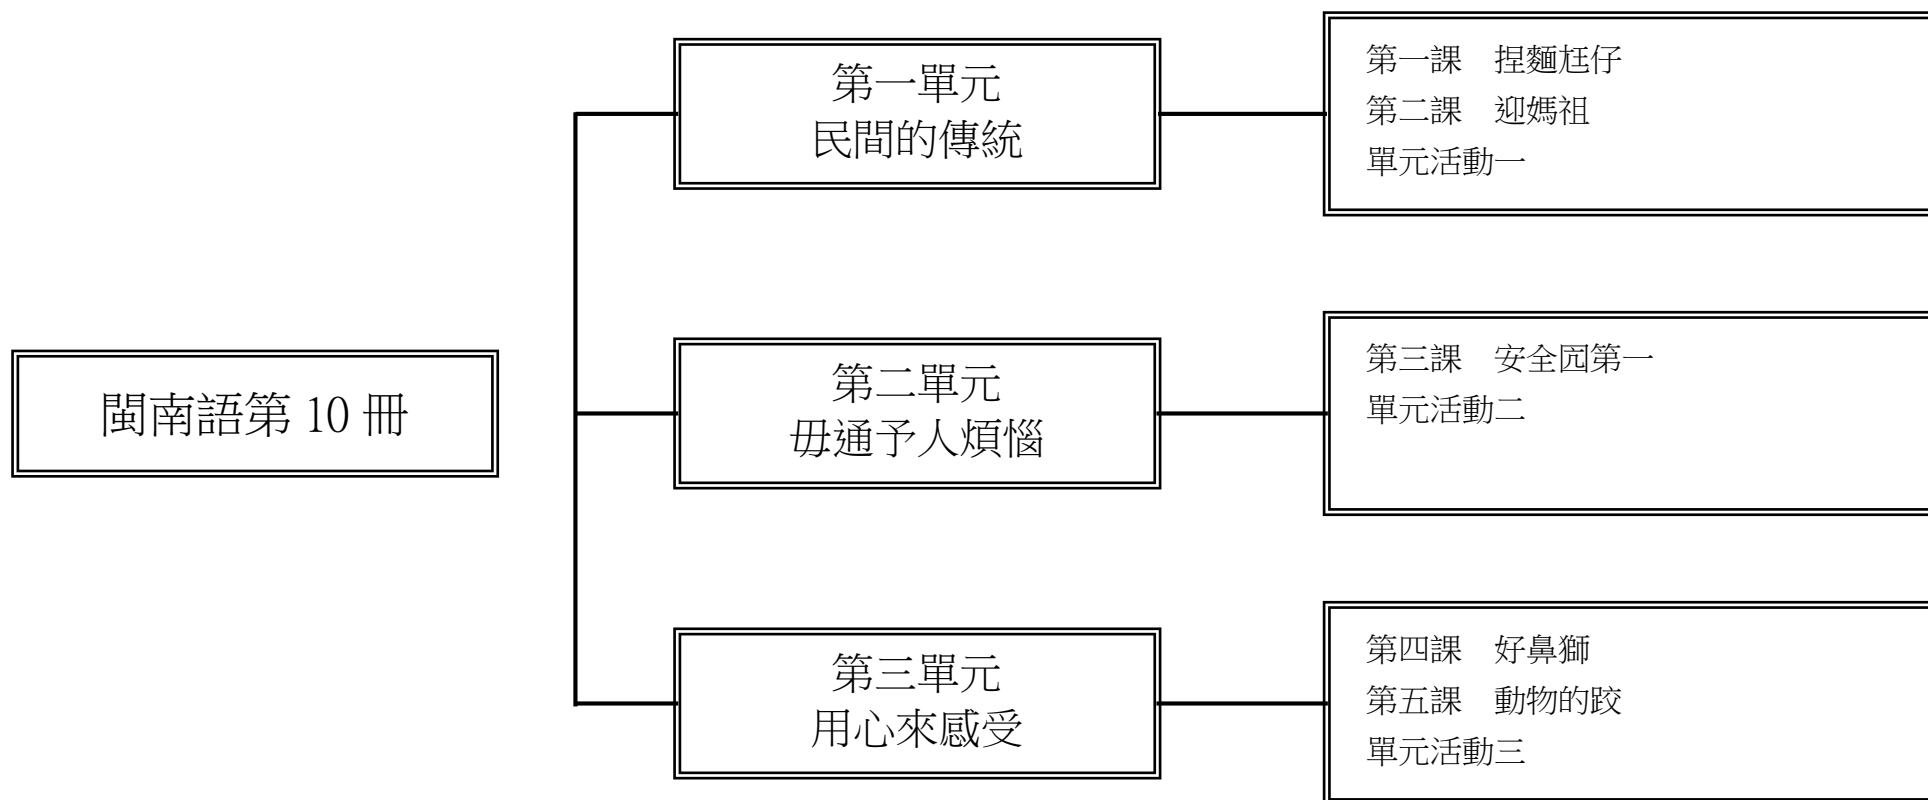 閩南語第 10 冊
第一單元
民間的傳統
第一課　捏麵尪仔
第二課　迎媽祖
單元活動一
第二單元
毋通予人煩惱
第三課　安全囥第一
單元活動二
第三單元
用心來感受
第四課　好鼻獅
第五課　動物的跤
單元活動三